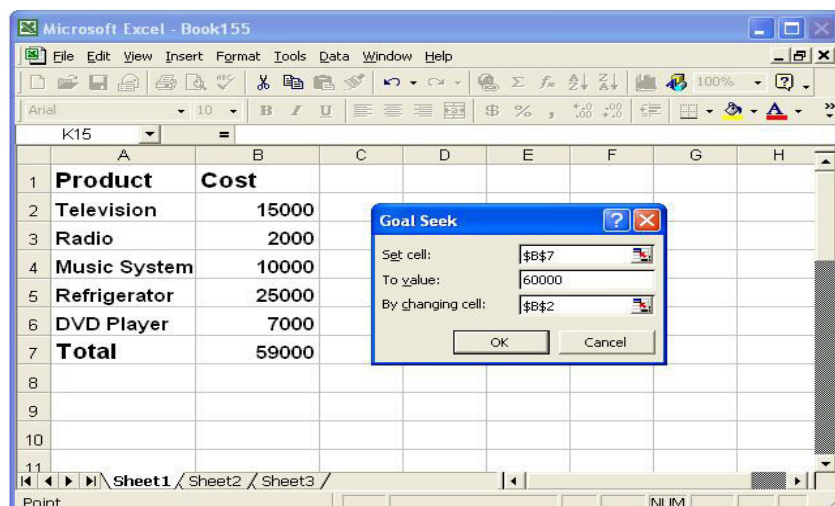 Microsoft Excel - Book155
File Edit View Insert Format Tools Data Window Help
100%
Arial 10 B I U $ % ,
K15 =
A B C D E F G H
1 Product Cost
2 Television 15000
3 Radio 2000
4 Music System 10000
5 Refrigerator 25000
6 DVD Player 7000
7 Total 59000
8
9
10
11
Goal Seek
Set cell: $B$7
To value: 60000
By changing cell: $B$2
OK Cancel
Sheet1 Sheet2 Sheet3
Point NUM